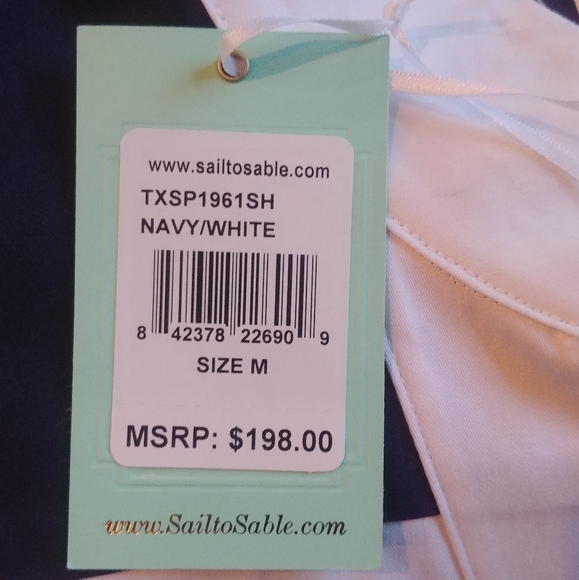 www.sailtosable.com
TXSP1961SH
NAVY/WHITE
8 42378 22690 9
SIZE M
MSRP: $198.00
www.SailtoSable.com